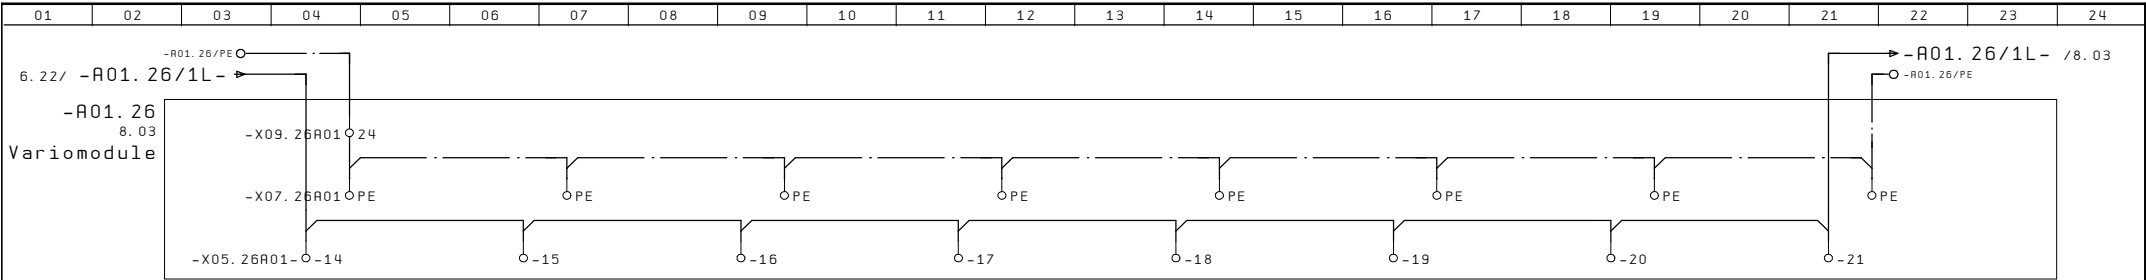 01 02 03 04 05 06 07 08 09 10 11 12 13 14 15 16 17 18 19 20 21 22 23 24
-A01.26/PE
-A01.26/1L- /8.03
6.22/ -A01.26/1L-
-A01.26/PE
-A01.26
8.03
-X09.26A01 24
Variomodule
-X07.26A01 PE PE PE PE PE PE PE PE
-X05.26A01- -14 -15 -16 -17 -18 -19 -20 -21